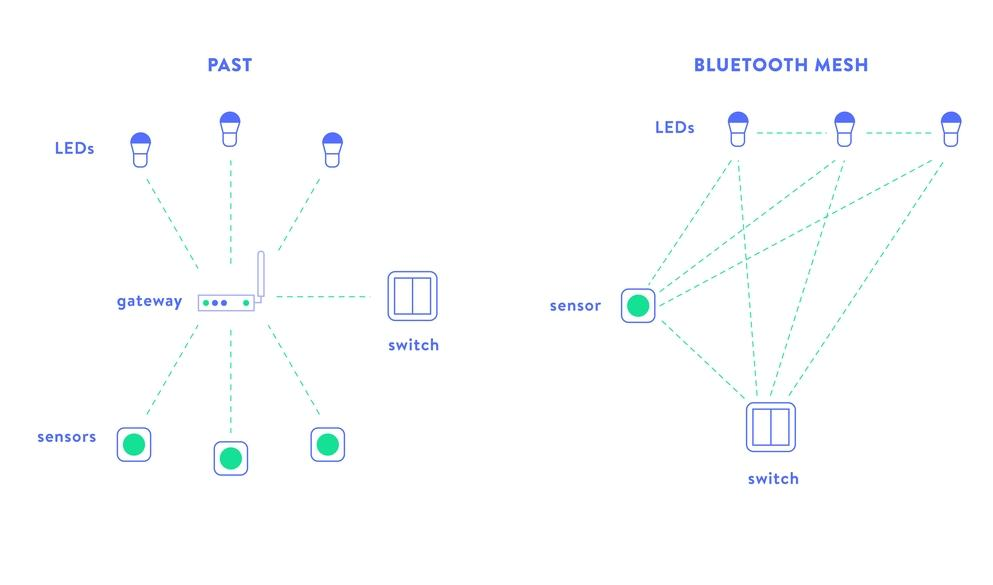 PAST
LEDs
gateway
switch
sensors
BLUETOOTH MESH
LEDs
sensor
switch